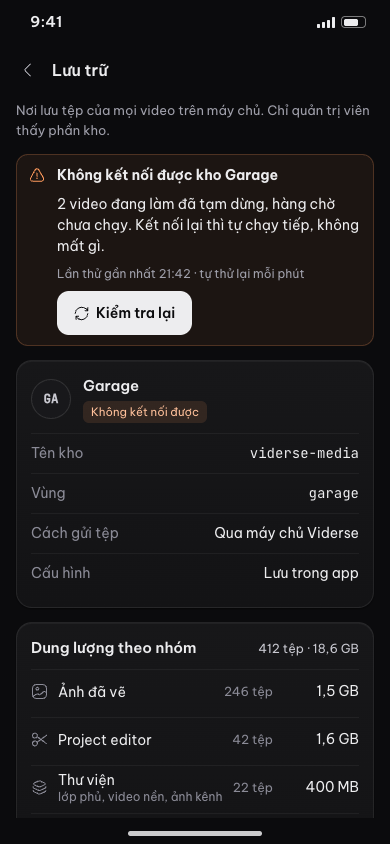 9:41
Lưu trữ
Nơi lưu tệp của mọi video trên máy chủ. Chỉ quản trị viên
thấy phần kho.
Không kết nối được kho Garage
2 video đang làm đã tạm dừng, hàng chờ
chưa chạy. Kết nối lại thì tự chạy tiếp, không
mất gì.
Lần thử gần nhất 21:42 · tự thử lại mỗi phút
Kiểm tra lại
GA
Garage
Không kết nối được
Tên kho viderse-media
Vùng garage
Cách gửi tệp Qua máy chủ Viderse
Cấu hình Lưu trong app
Dung lượng theo nhóm 412 tệp · 18,6 GB
Ảnh đã vẽ 246 tệp 1,5 GB
Project editor 42 tệp 1,6 GB
Thư viện 22 tệp 400 MB
lớp phủ, video nền, ảnh kênh